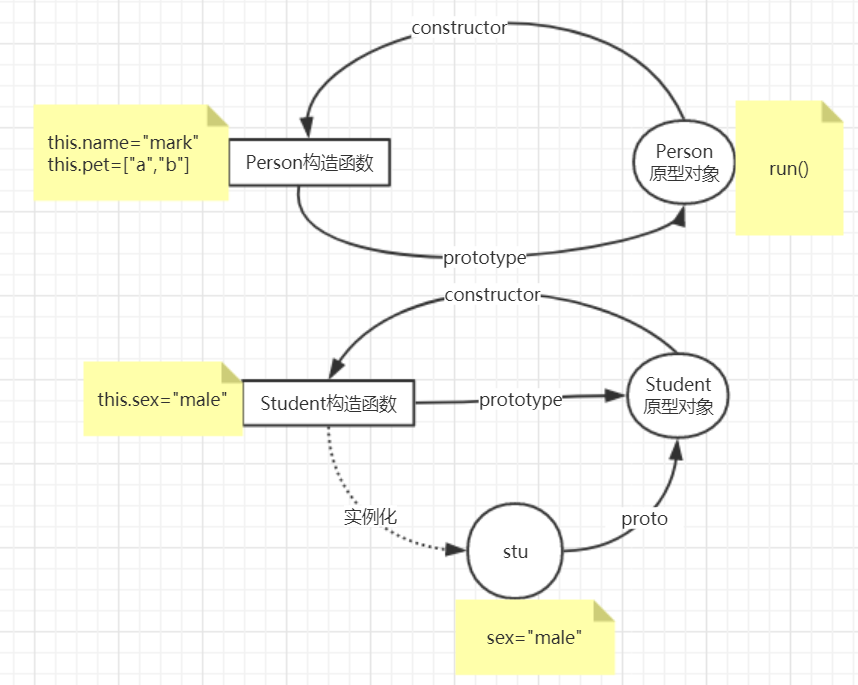 constructor
this.name="mark"
this.pet=["a","b"]
Person构造函数
Person
原型对象
run()
prototype
constructor
this.sex="male"
Student构造函数
prototype
Student
原型对象
实例化
proto
stu
sex="male"